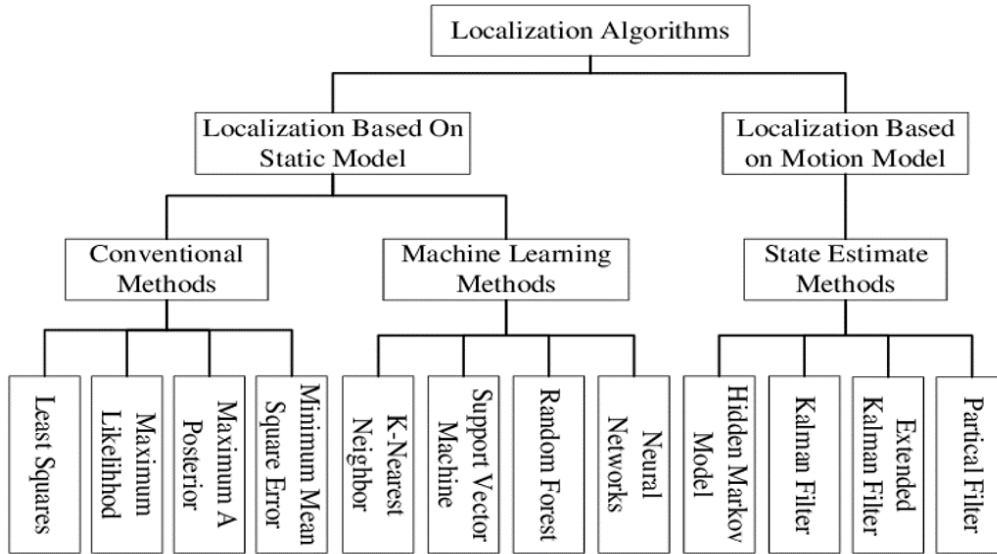 Localization Algorithms
Localization Based On
Static Model
Localization Based
on Motion Model
Conventional
Methods
Machine Learning
Methods
State Estimate
Methods
Least Squares
Maximum
Likelihhod
Maximum A
Posterior
Minimum Mean
Square Error
K-Nearest
Neighbor
Support Vector
Machine
Random Forest
Neural
Networks
Hidden Markov
Model
Kalman Filter
Extended
Kalman Filter
Partical Filter